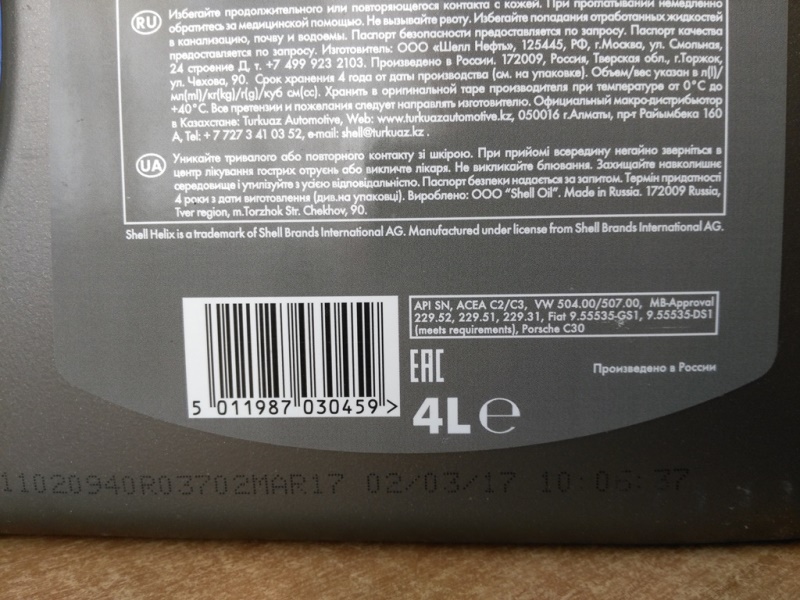 RU
Избегайте продолжительного или повторяющегося контакта с кожей. При проглатывании немедленно
обратитесь за медицинской помощью. Не вызывайте рвоту. Избегайте попадания отработанных жидкостей
в канализацию, почву и водоемы. Паспорт безопасности предоставляется по запросу. Паспорт качества
предоставляется по запросу. Изготовитель: ООО «Шелл Нефть», 125445, РФ, г.Москва, ул. Смольная,
24 строение Д, т. +7 499 923 2103. Произведено в России. 172009, Россия, Тверская обл., г.Торжок,
ул. Чехова, 90. Срок хранения 4 года от даты производства (см. на упаковке). Объем/вес указан в л(l)/
мл(ml)/кг(kg)/г(g)/куб см(cc). Хранить в оригинальной таре производителя при температуре от 0°C до
+40°C. Все претензии и пожелания следует направлять изготовителю. Официальный макро-дистрибьютор
в Казахстане: Turkuaz Automotive, Web: www.turkuazautomotive.kz, 050016 г.Алматы, пр-т Райымбека 160
A, Tel: +7 727 3 41 03 52, e-mail: shell@turkuaz.kz .
UA
Уникайте тривалого або повторного контакту зі шкірою. При прийомі всередину негайно зверніться в
центр лікування гострих отруєнь або викличте лікаря. Не викликайте блювання. Захищайте навколишнє
середовище і утилізуйте з усією відповідальністю. Паспорт безпеки надається за запитом. Термін придатності
4 роки з дати виготовлення (див.на упаковці). Вироблено: ООО "Shell Oil". Made in Russia. 172009 Russia,
Tver region, m.Torzhok Str. Chekhov, 90.
Shell Helix is a trademark of Shell Brands International AG. Manufactured under license from Shell Brands International AG.
API SN, ACEA C2/C3, VW 504.00/507.00, MB-Approval
229.52, 229.51, 229.31, Fiat 9.55535-GS1, 9.55535-DS1
(meets requirements), Porsche C30
EAC
Произведено в России
5 011987 030459 >
4L e
11020940R03702MAR17 02/03/17 10:06:37